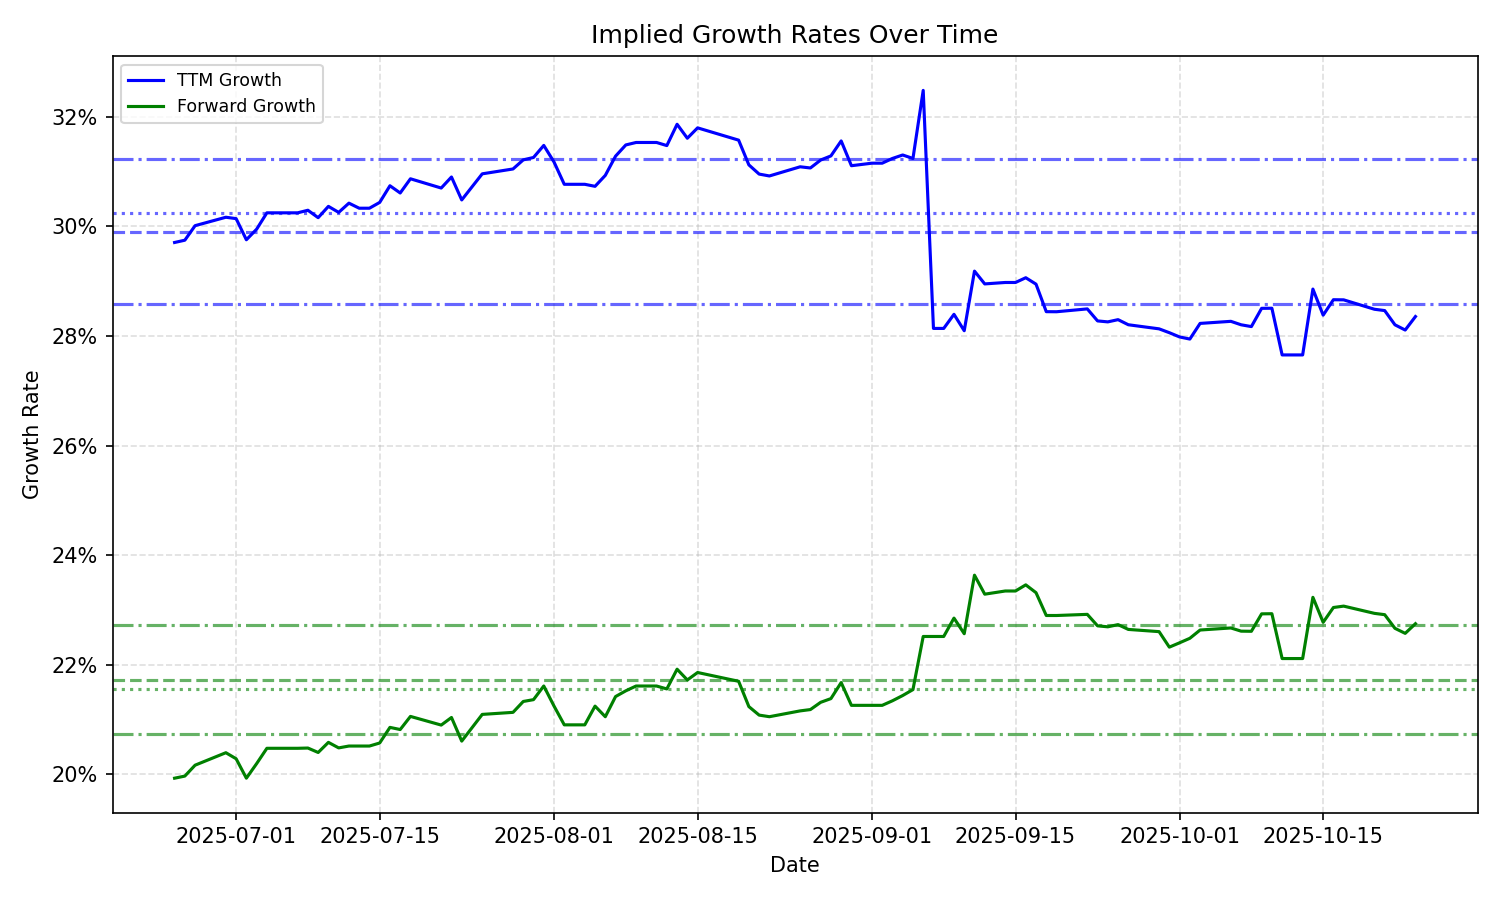 Implied Growth Rates Over Time
TTM Growth
Forward Growth
32%
30%
28%
26%
24%
22%
20%
Growth Rate
2025-07-01 2025-07-15 2025-08-01 2025-08-15 2025-09-01 2025-09-15 2025-10-01 2025-10-15
Date